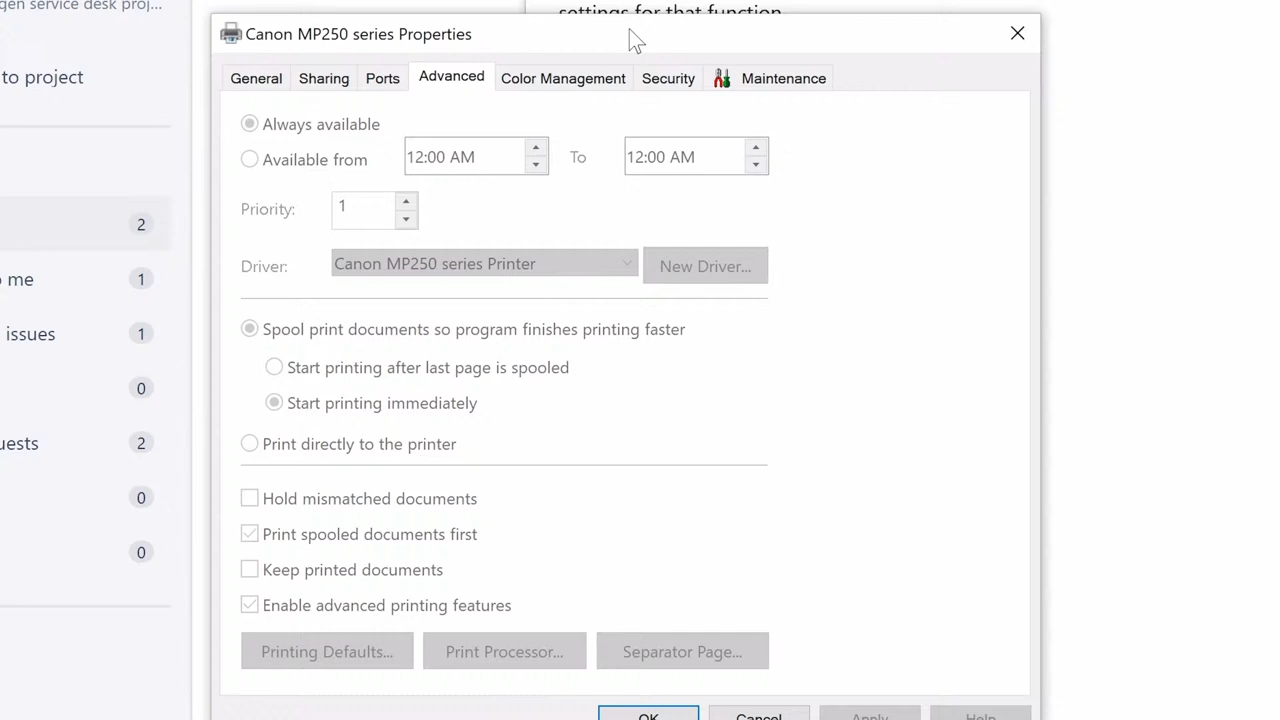 gen service desk proj...
settings for that function
Canon MP250 series Properties
to project
General Sharing Ports Advanced Color Management Security Maintenance
Always available
Available from 12:00 AM To 12:00 AM
Priority: 1
2
Driver: Canon MP250 series Printer New Driver...
me 1
Spool print documents so program finishes printing faster
issues 1
Start printing after last page is spooled
0
Start printing immediately
uests 2
Print directly to the printer
0
Hold mismatched documents
Print spooled documents first
0
Keep printed documents
Enable advanced printing features
Printing Defaults... Print Processor... Separator Page...
OK Cancel Apply Help